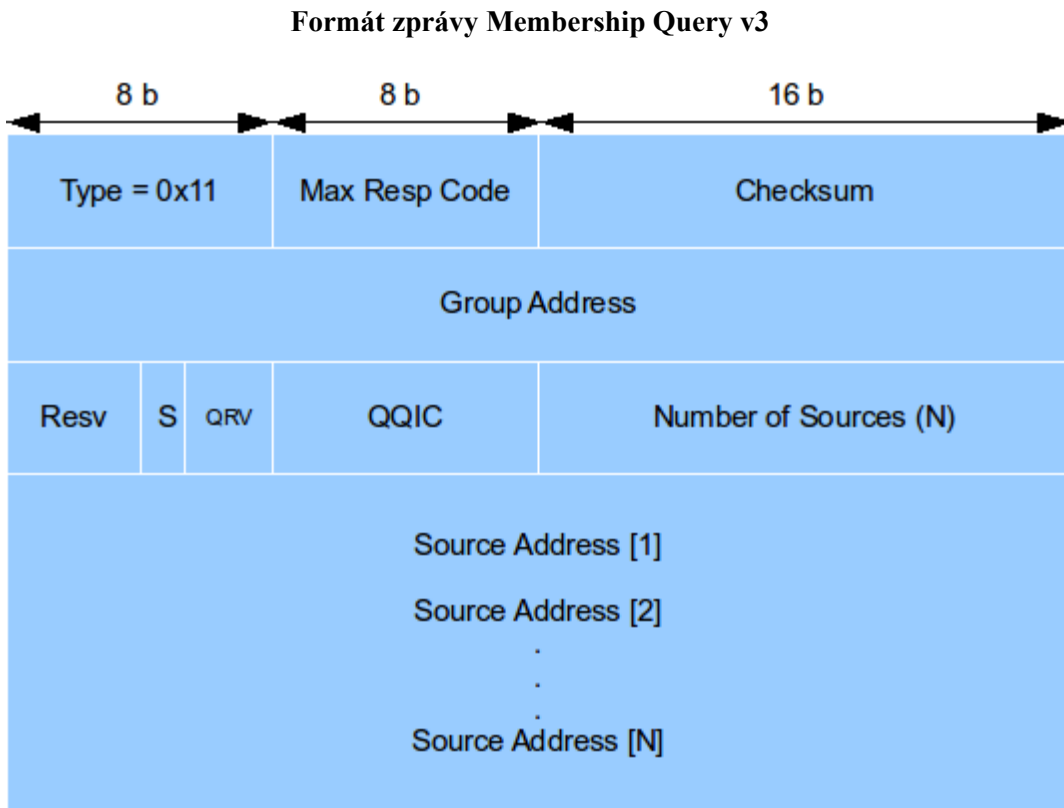 Formát zprávy Membership Query v3
8 b 8 b 16 b
Type = 0x11 Max Resp Code Checksum
Group Address
Resv S QRV QQIC Number of Sources (N)
Source Address [1]
Source Address [2]
.
.
.
Source Address [N]